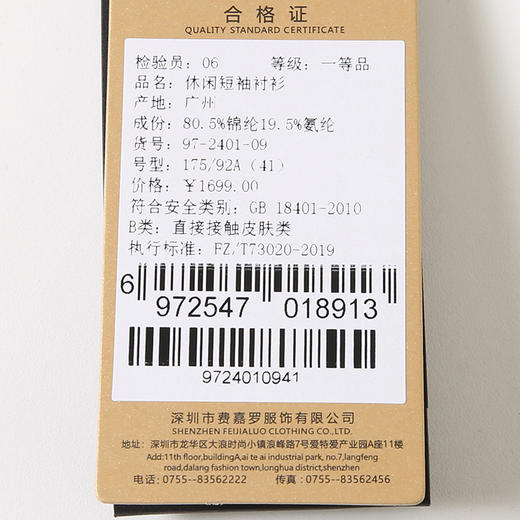 合格证
QUALITY STANDARD CERTIFICATE
检验员: 06 等级: 一等品
品名: 休闲短袖衬衫
产地: 广州
成份: 80.5%锦纶19.5%氨纶
货号: 97-2401-09
号型: 175/92A (41)
价格: ￥1699.00
符合安全类别: GB 18401-2010
B类: 直接接触皮肤类
执行标准: FZ/T73020-2019
6 972547 018913
9724010941
深圳市费嘉罗服饰有限公司
SHENZHEN FEIJIALUO CLOTHING CO.,LTD.
地址: 深圳市龙华区大浪时尚小镇浪峰路7号爱特爱产业园A座11楼
Add:11th floor,buildingA,ai te ai industrial park, no.7,langfeng
road,dalang fashion town,longhua district,shenzhen
电话: 0755--83562222 传真: 0755--83562456